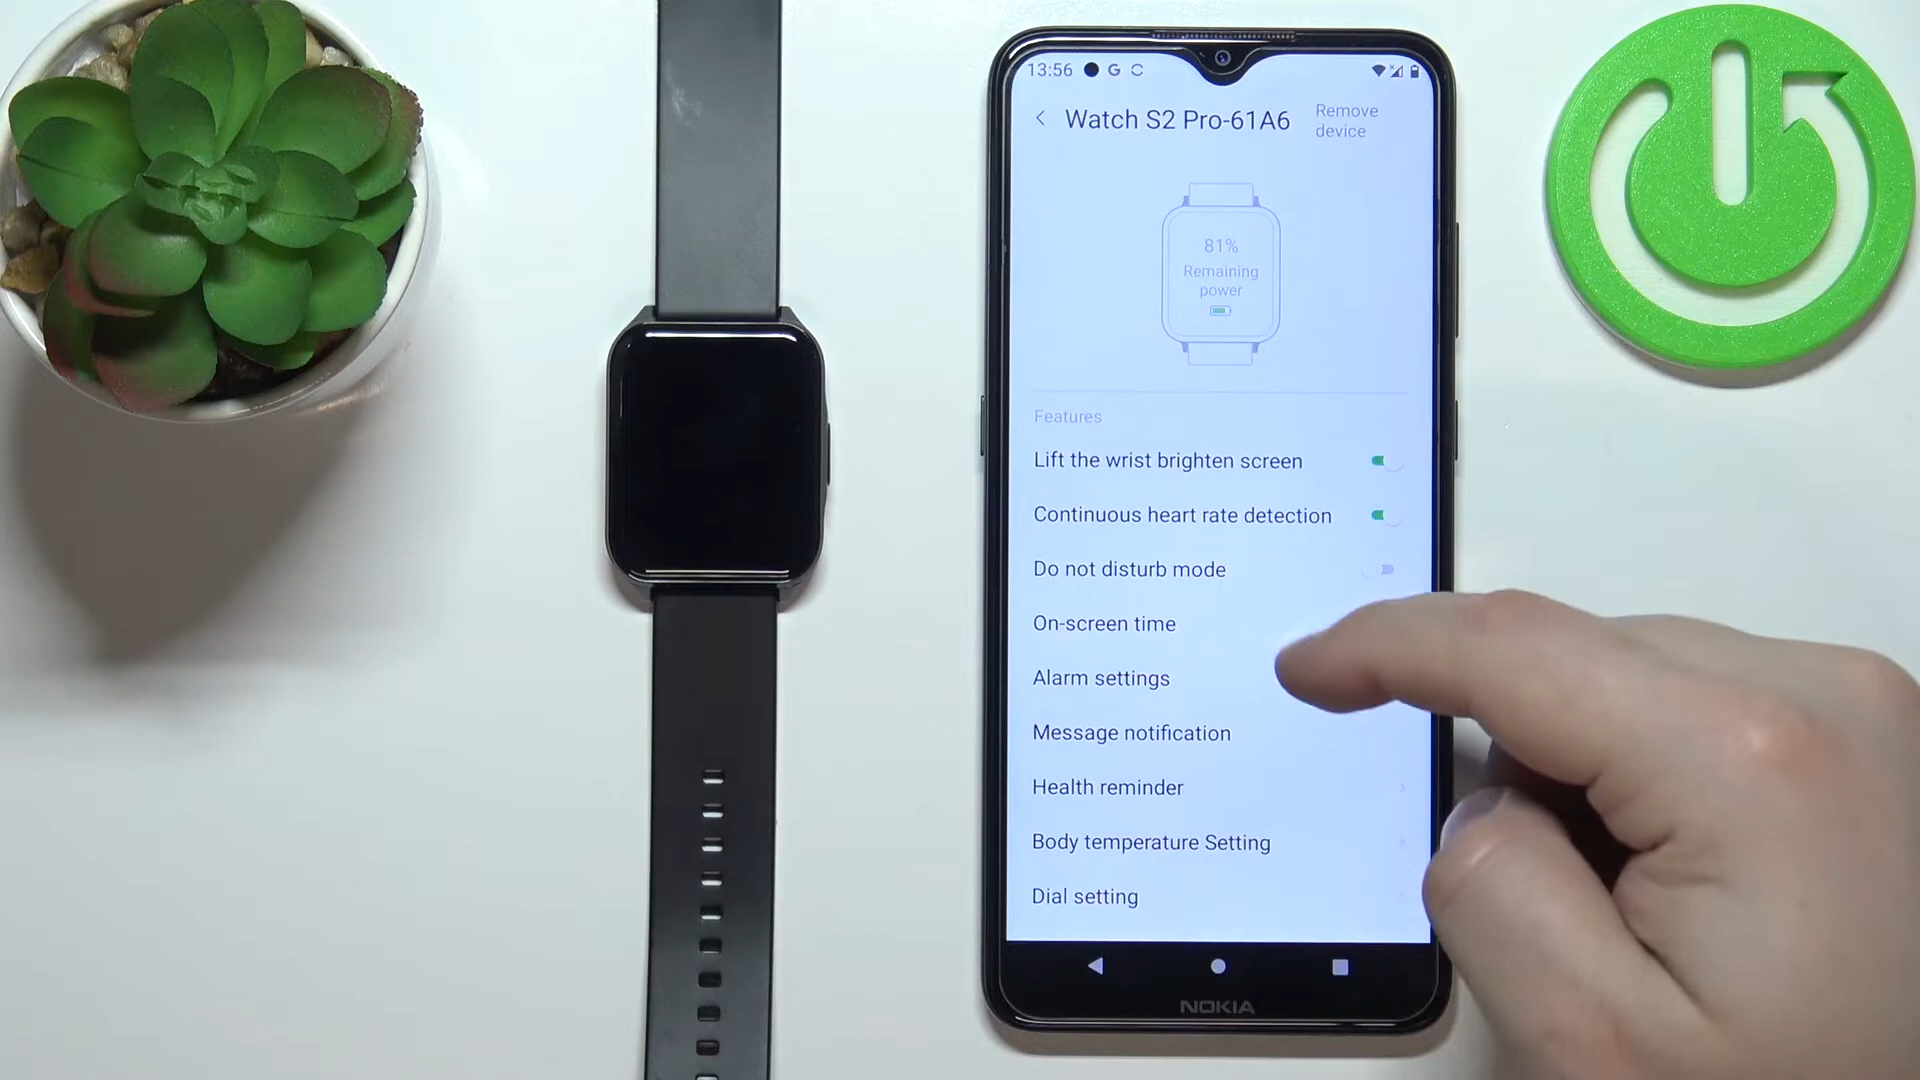 13:56 G
Watch S2 Pro-61A6
Remove
device
81%
Remaining
power
Features
Lift the wrist brighten screen
Continuous heart rate detection
Do not disturb mode
On-screen time
Alarm settings
Message notification
Health reminder
Body temperature Setting
Dial setting
NOKIA